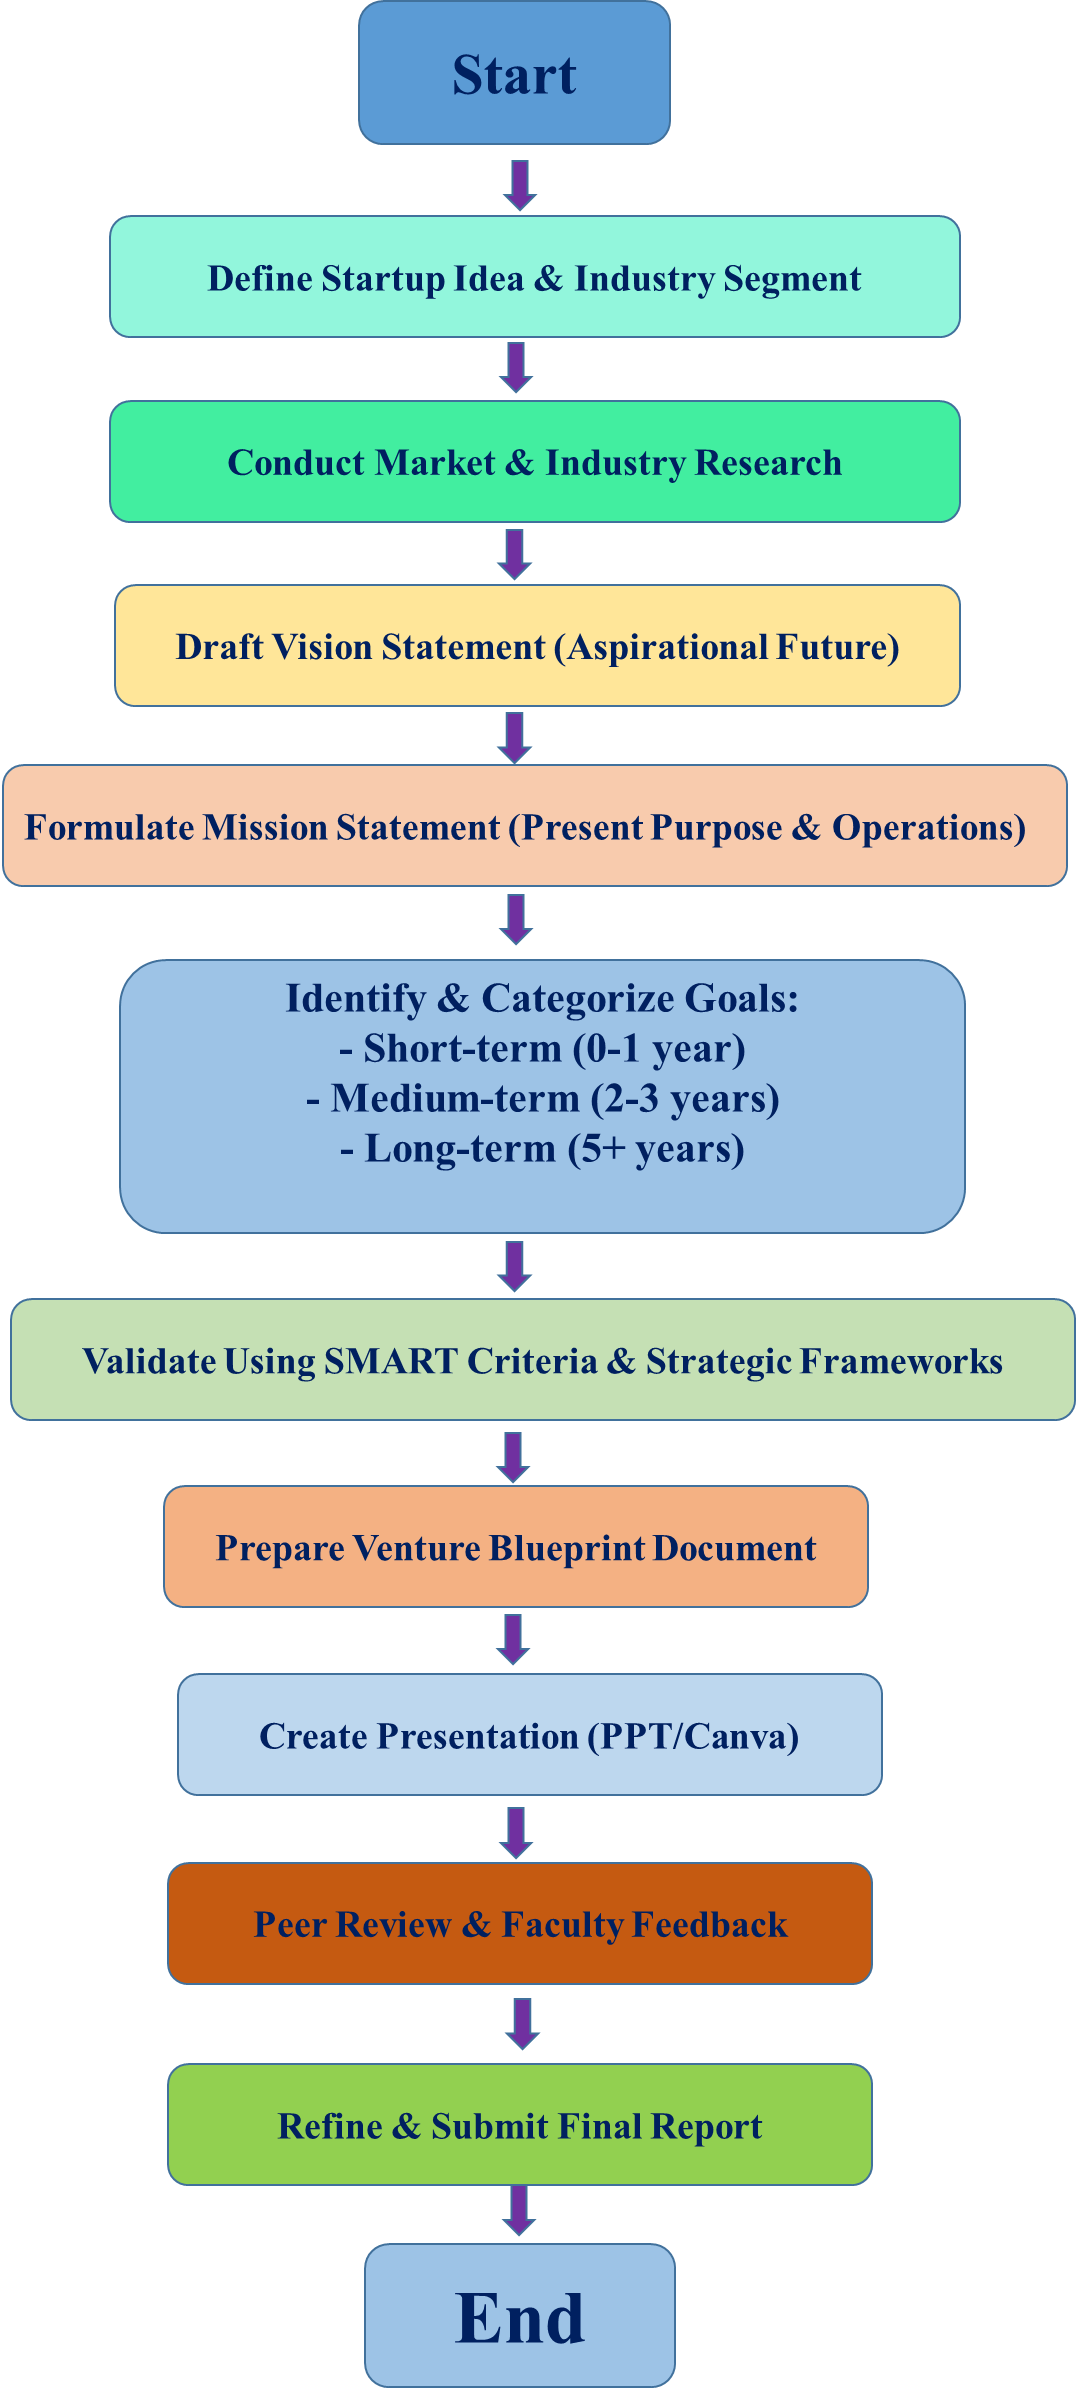 Start
Define Startup Idea & Industry Segment
Conduct Market & Industry Research
Draft Vision Statement (Aspirational Future)
Formulate Mission Statement (Present Purpose & Operations)
Identify & Categorize Goals:
- Short-term (0-1 year)
- Medium-term (2-3 years)
- Long-term (5+ years)
Validate Using SMART Criteria & Strategic Frameworks
Prepare Venture Blueprint Document
Create Presentation (PPT/Canva)
Peer Review & Faculty Feedback
Refine & Submit Final Report
End